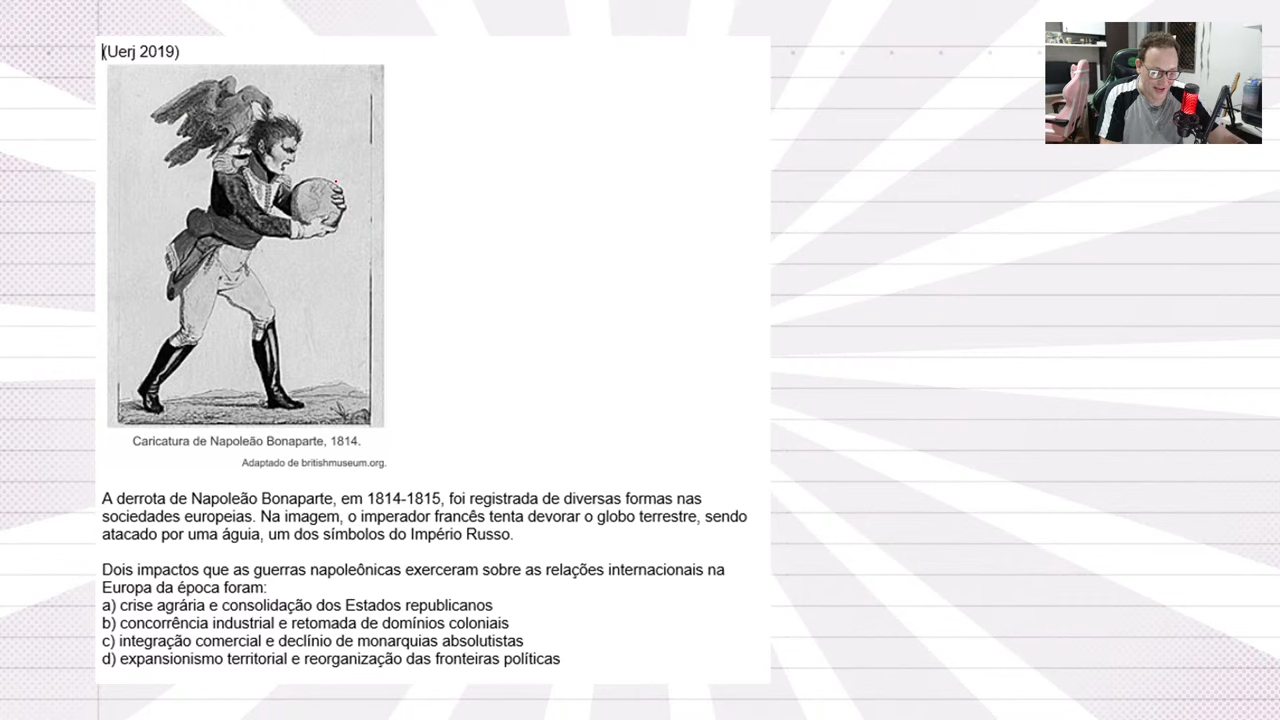 (Uerj 2019)
Caricatura de Napoleão Bonaparte, 1814.
Adaptado de britishmuseum.org.
A derrota de Napoleão Bonaparte, em 1814-1815, foi registrada de diversas formas nas
sociedades europeias. Na imagem, o imperador francês tenta devorar o globo terrestre, sendo
atacado por uma águia, um dos símbolos do Império Russo.
Dois impactos que as guerras napoleônicas exerceram sobre as relações internacionais na
Europa da época foram:
a) crise agrária e consolidação dos Estados republicanos
b) concorrência industrial e retomada de domínios coloniais
c) integração comercial e declínio de monarquias absolutistas
d) expansionismo territorial e reorganização das fronteiras políticas